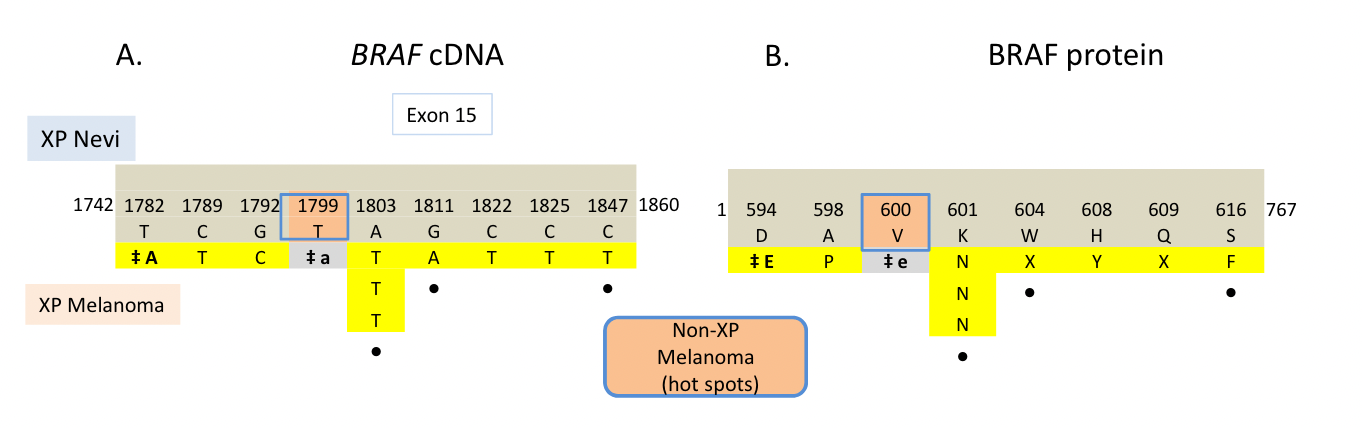 A.
BRAF cDNA
B.
BRAF protein
Exon 15
XP Nevi
1742 1782 1789 1792 1799 1803 1811 1822 1825 1847 1860
T C G T A G C C C
‡ A T C ‡ a T A T T T
T • •
T
•
1 594 598 600 601 604 608 609 616 767
D A V K W H Q S
‡ E P ‡ e N X Y X F
N • •
N
•
XP Melanoma
Non-XP
Melanoma
(hot spots)